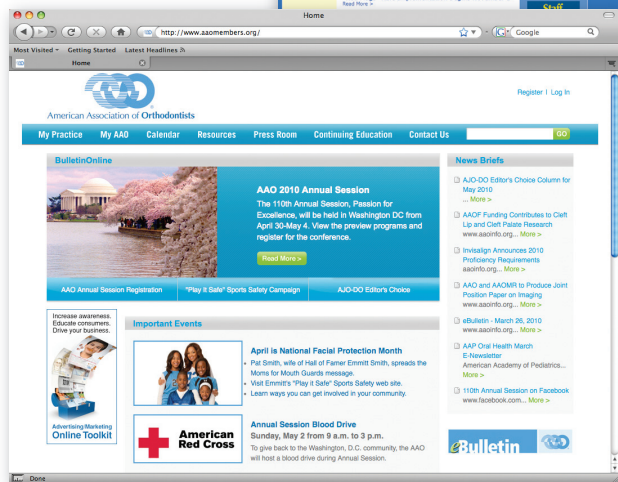 Read More >
Staff
Home
http://www.aaomembers.org/
Google
Most Visited
Getting Started
Latest Headlines
Home
American Association of Orthodontists
Register | Log In
My Practice
My AAO
Calendar
Resources
Press Room
Continuing Education
Contact Us
GO
BulletinOnline
AAO 2010 Annual Session
The 110th Annual Session, Passion for
Excellence, will be held in Washington DC from
April 30-May 4. View the preview programs and
register for the conference.
Read More >
AAO Annual Session Registration
"Play It Safe" Sports Safety Campaign
AJO-DO Editor's Choice
Increase awareness.
Educate consumers.
Drive your business.
Advertising/Marketing
Online Toolkit
Important Events
April is National Facial Protection Month
Pat Smith, wife of Hall of Famer Emmitt Smith, spreads the
Moms for Mouth Guards message.
Visit Emmitt's "Play it Safe" Sports Safety web site.
Learn ways you can get involved in your community.
American
Red Cross
Annual Session Blood Drive
Sunday, May 2 from 9 a.m. to 3 p.m.
To give back to the Washington, D.C. community, the AAO
will host a blood drive during Annual Session.
News Briefs
AJO-DO Editor's Choice Column for
May 2010
... More >
AAOF Funding Contributes to Cleft
Lip and Cleft Palate Research
www.aaoinfo.org... More >
Invisalign Announces 2010
Proficiency Requirements
aaoinfo.org... More >
AAO and AAOMR to Produce Joint
Position Paper on Imaging
www.aaoinfo.org... More >
eBulletin - March 26, 2010
www.aaoinfo.org... More >
AAP Oral Health March
E-Newsletter
American Academy of Pediatrics...
More >
110th Annual Session on Facebook
www.facebook.com... More >
eBulletin
Done